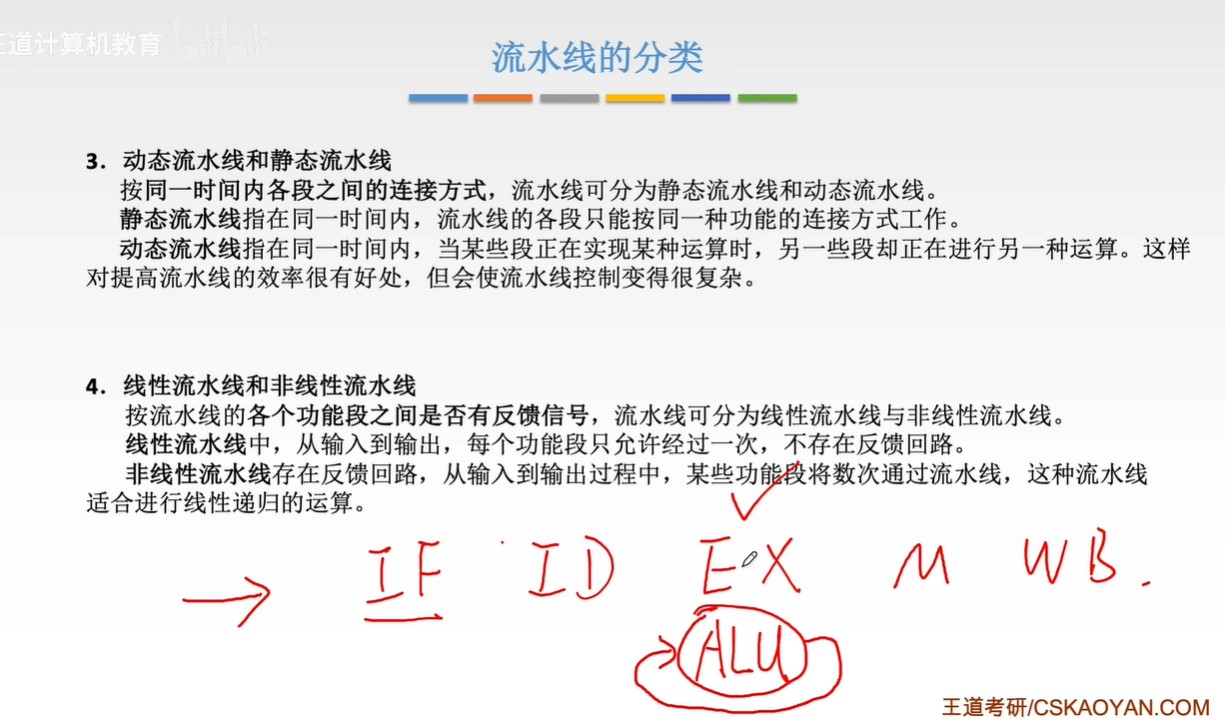 王道计算机教育
流水线的分类
3. 动态流水线和静态流水线
按同一时间内各段之间的连接方式，流水线可分为静态流水线和动态流水线。
静态流水线指在同一时间内，流水线的各段只能按同一种功能的连接方式工作。
动态流水线指在同一时间内，当某些段正在实现某种运算时，另一些段却正在进行另一种运算。这样
对提高流水线的效率很有好处，但会使流水线控制变得很复杂。
4. 线性流水线和非线性流水线
按流水线的各个功能段之间是否有反馈信号，流水线可分为线性流水线与非线性流水线。
线性流水线中，从输入到输出，每个功能段只允许经过一次，不存在反馈回路。
非线性流水线存在反馈回路，从输入到输出过程中，某些功能段将数次通过流水线，这种流水线
适合进行线性递归的运算。
IF ID EX M WB.
ALU
王道考研/CSKAOYAN.COM